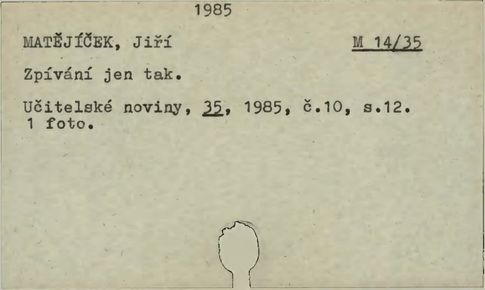 1985
MATĚJÍČEK, Jiří M 14/35
Zpívání jen tak.
Učitelské noviny, 35, 1985, č.10, s.12.
1 foto.